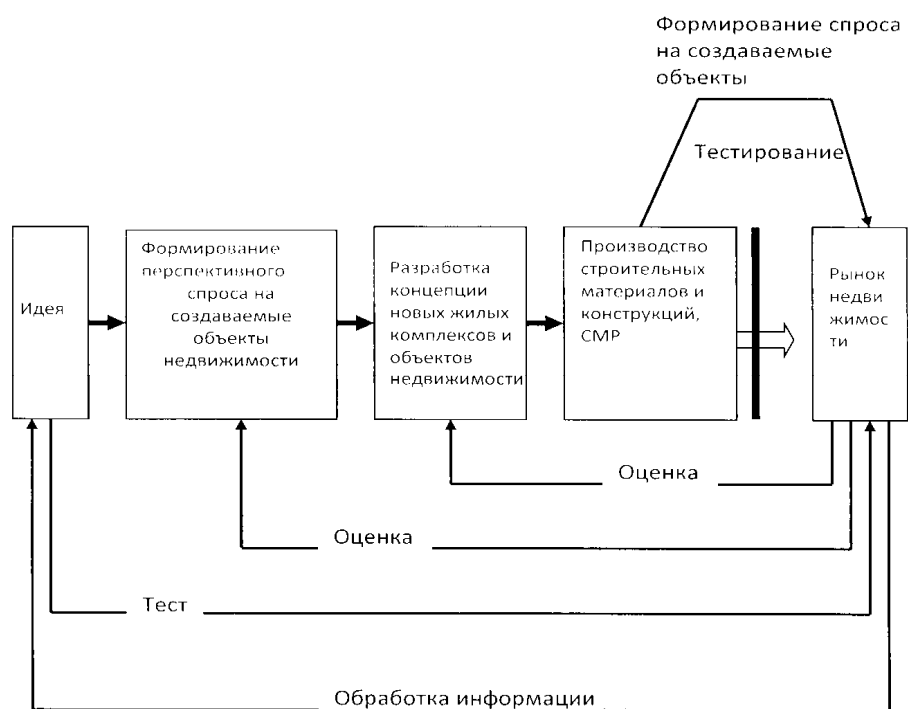 Формирование спроса
на создаваемые
объекты
Тестирование
Идея
Формирование
перспективного
спроса на
создаваемые
объекты
недвижимости
Разработка
концепции
новых жилых
комплексов и
объектов
недвижимости
Производство
строительных
материалов и
конструкций,
СМР
Рынок
недви
жимос
ти
Оценка
Оценка
Тест
Обработка информации